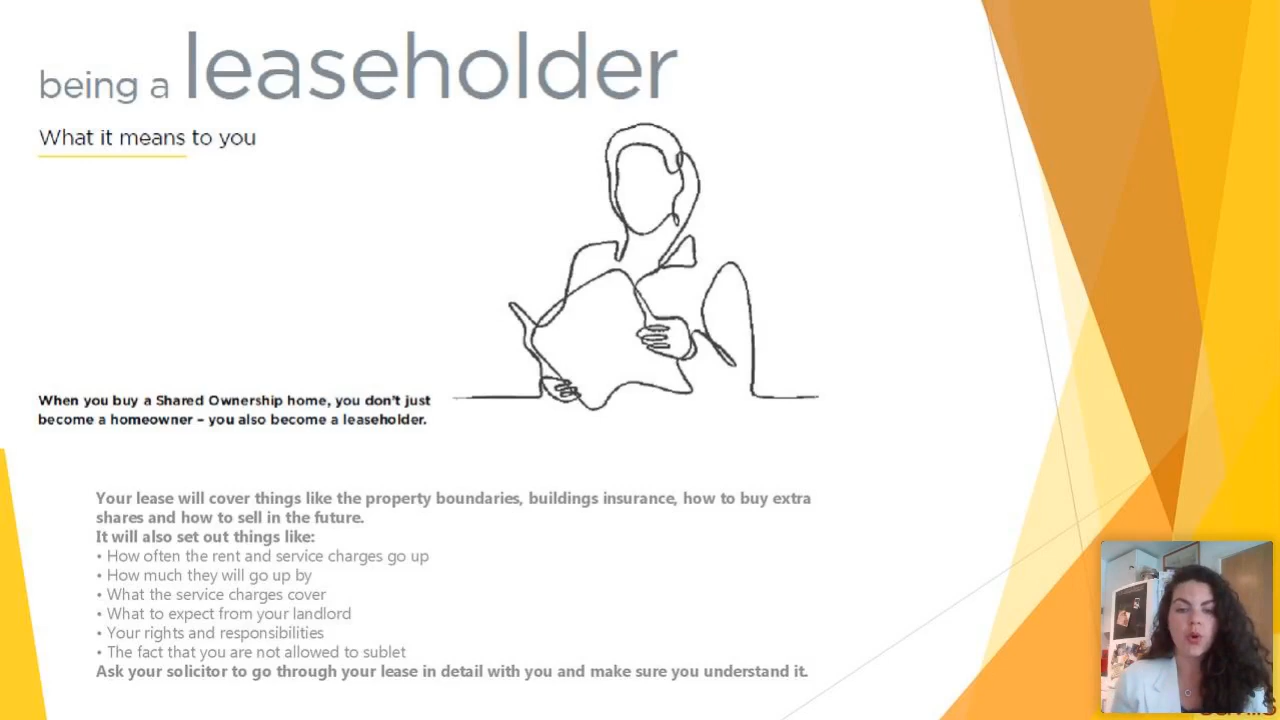 being a leaseholder
What it means to you
When you buy a Shared Ownership home, you don't just
become a homeowner – you also become a leaseholder.
Your lease will cover things like the property boundaries, buildings insurance, how to buy extra
shares and how to sell in the future.
It will also set out things like:
• How often the rent and service charges go up
• How much they will go up by
• What the service charges cover
• What to expect from your landlord
• Your rights and responsibilities
• The fact that you are not allowed to sublet
Ask your solicitor to go through your lease in detail with you and make sure you understand it.